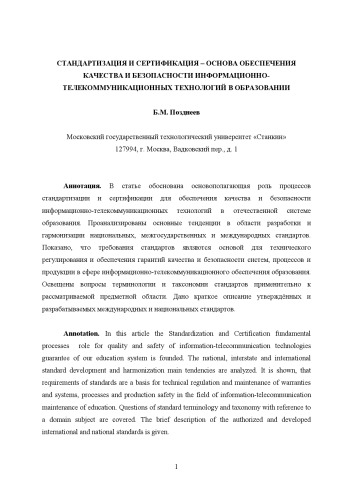 СТАНДАРТИЗАЦИЯ И СЕРТИФИКАЦИЯ – ОСНОВА ОБЕСПЕЧЕНИЯ
КАЧЕСТВА И БЕЗОПАСНОСТИ ИНФОРМАЦИОННО-
ТЕЛЕКОММУНИКАЦИОННЫХ ТЕХНОЛОГИЙ В ОБРАЗОВАНИИ
Б.М. Позднеев
Московский государственный технологический университет «Станкин»
127994, г. Москва, Вадковский пер., д. 1
Аннотация. В статье обоснована основополагающая роль процессов
стандартизации и сертификации для обеспечения качества и безопасности
информационно-телекоммуникационных технологий в отечественной системе
образования. Проанализированы основные тенденции в области разработки и
гармонизации национальных, межгосударственных и международных стандартов.
Показано, что требования стандартов являются основой для технического
регулирования и обеспечения гарантий качества и безопасности систем, процессов и
продукции в сфере информационно-телекоммуникационного обеспечения образования.
Освещены вопросы терминологии и таксономии стандартов применительно к
рассматриваемой предметной области. Дано краткое описание утверждённых и
разрабатываемых международных и национальных стандартов.
Annotation. In this article the Standardization and Certification fundamental
processes role for quality and safety of information-telecommunication technologies
guarantee of our education system is founded. The national, interstate and international
standard development and harmonization main tendencies are analyzed. It is shown, that
requirements of standards are a basis for technical regulation and maintenance of warranties
and systems, processes and production safety in the field of information-telecommunication
maintenance of education. Questions of standard terminology and taxonomy with reference to
a domain subject are covered. The brief description of the authorized and developed
international and national standards is given.
1